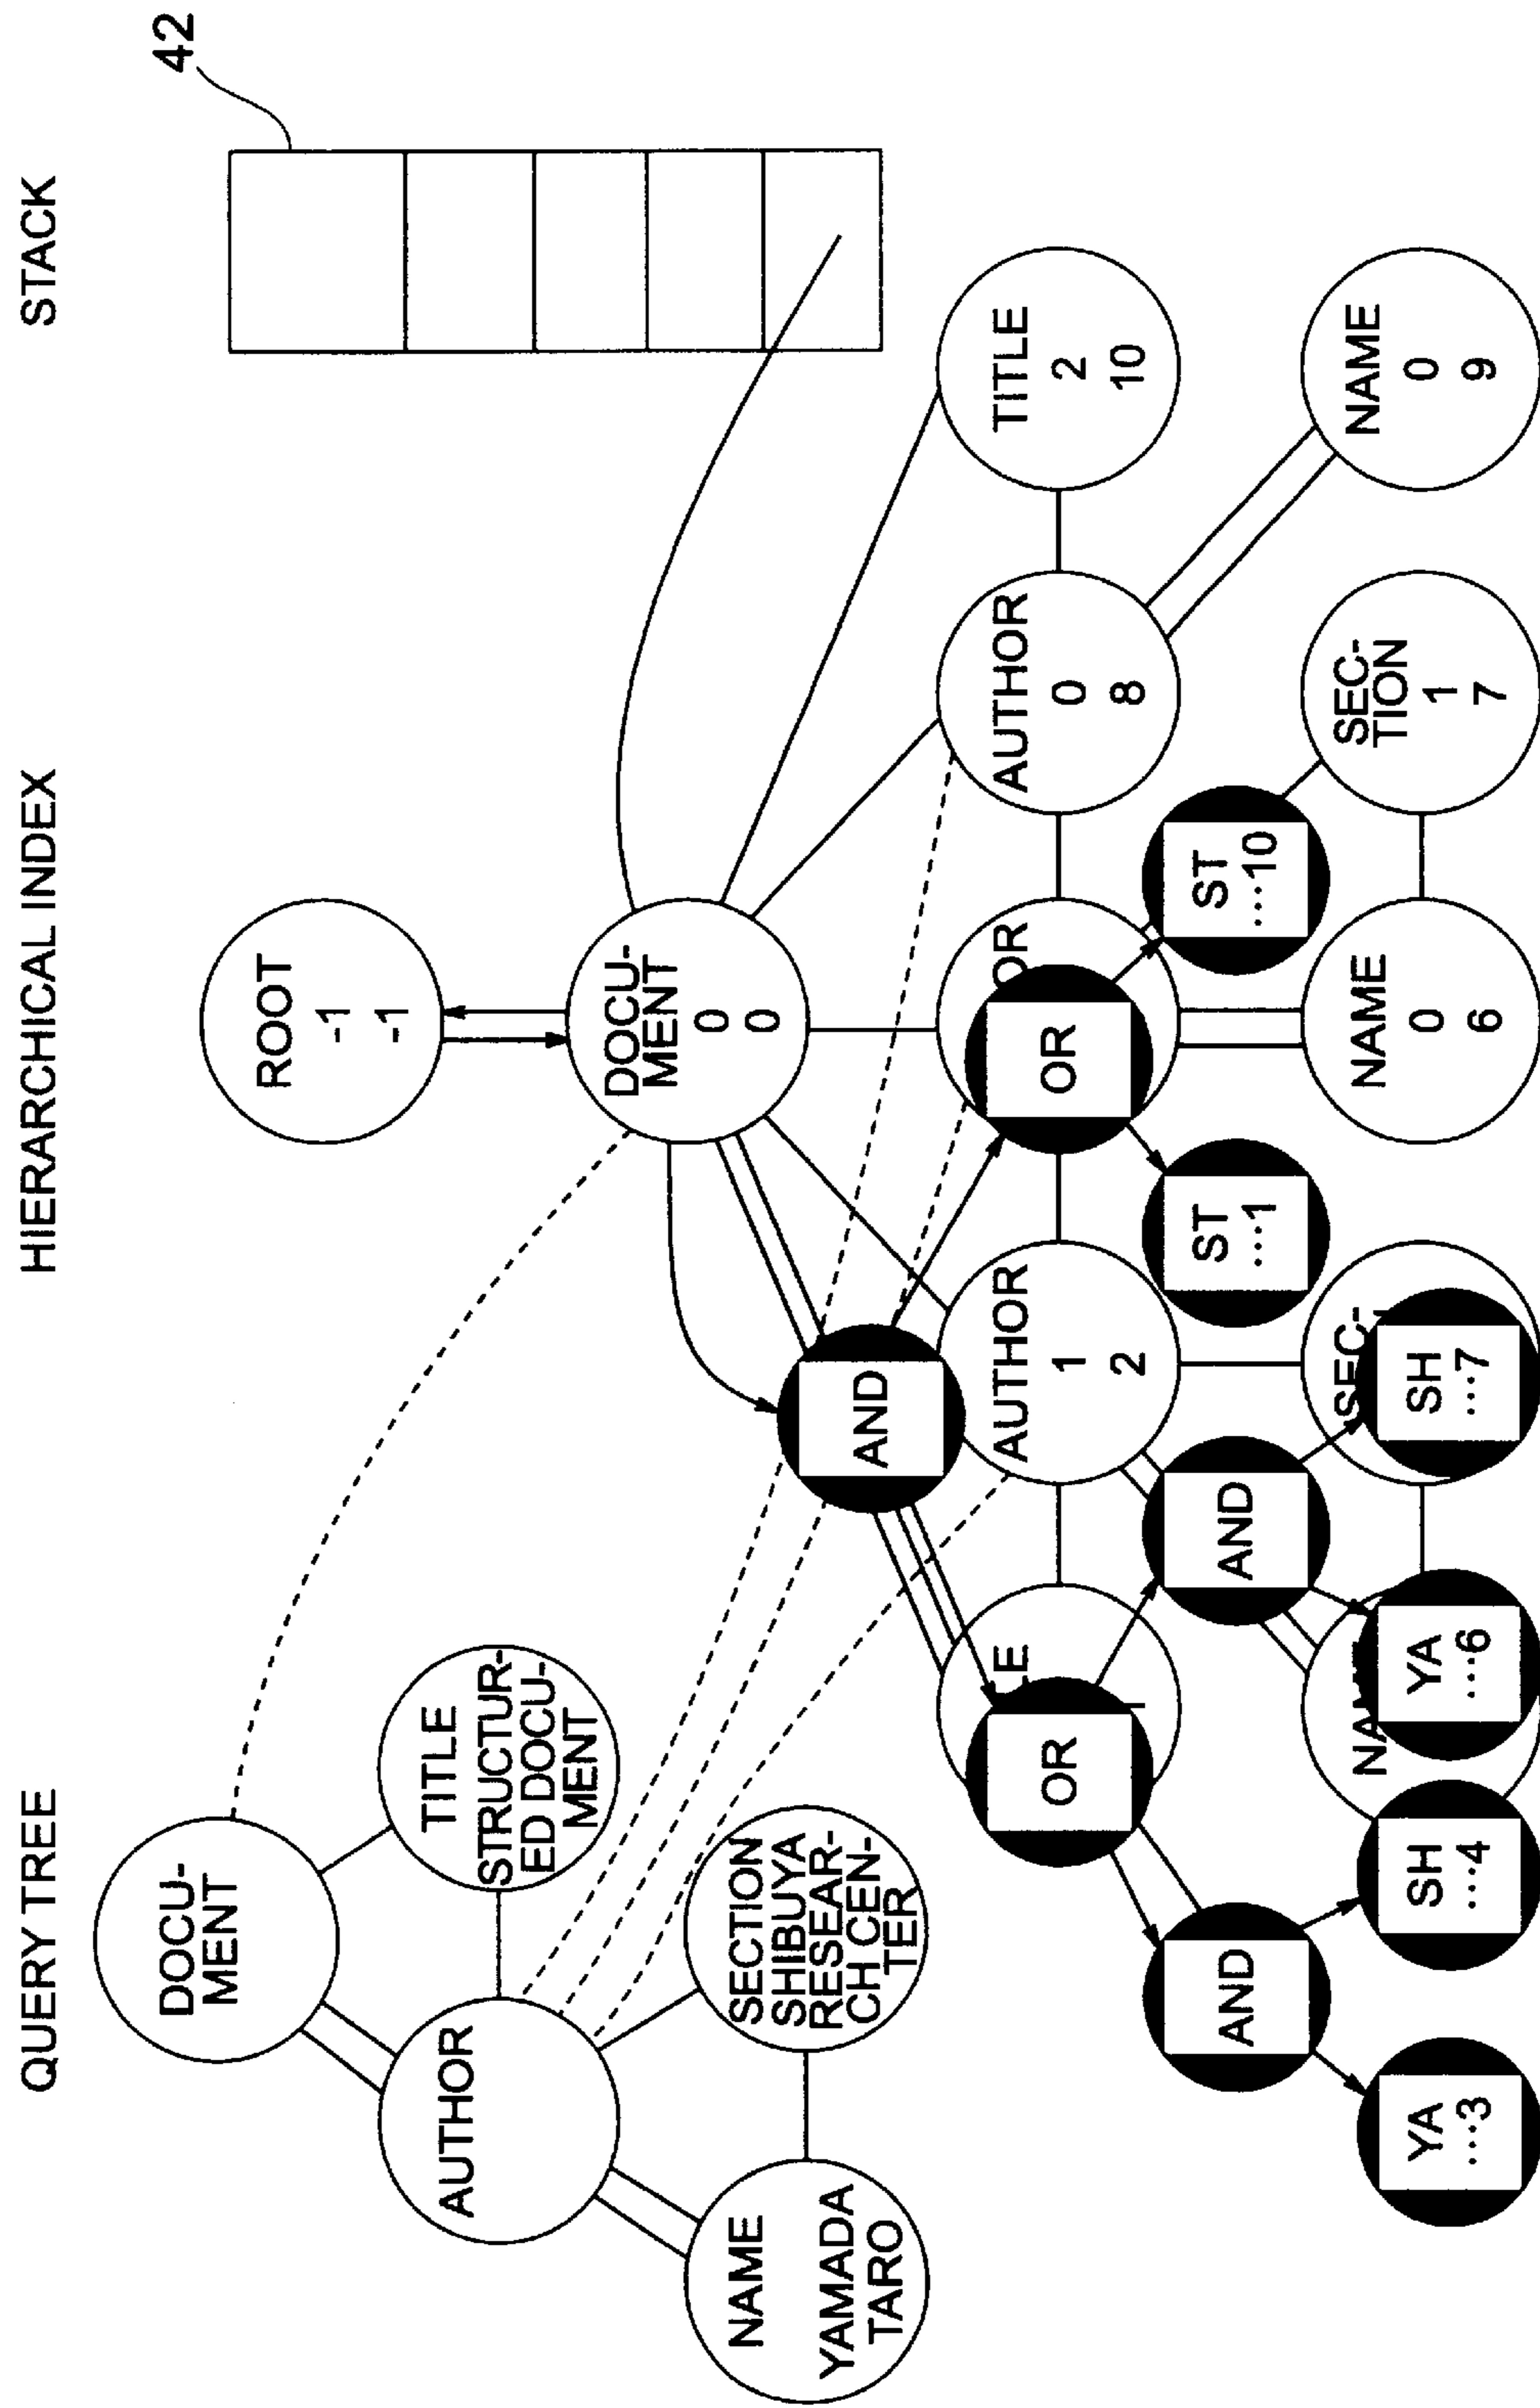 QUERY TREE
HIERARCHICAL INDEX
STACK
42
DOCU-
MENT
AUTHOR
TITLE
STRUCTUR-
ED DOCU-
MENT
NAME
YAMADA
TARO
SECTION
SHIBUYA
RESEAR-
CH CEN-
TER
ROOT
-1
-1
DOCU-
MENT
0
0
AND
OR
OR
AUTHOR
1
2
AUTHOR
0
8
TITLE
2
10
AND
AND
ST
...1
ST
...10
YA
...3
SH
...4
YA
...6
SEC-
SH
...7
NAME
0
6
SEC-
TION
1
7
NAME
0
9